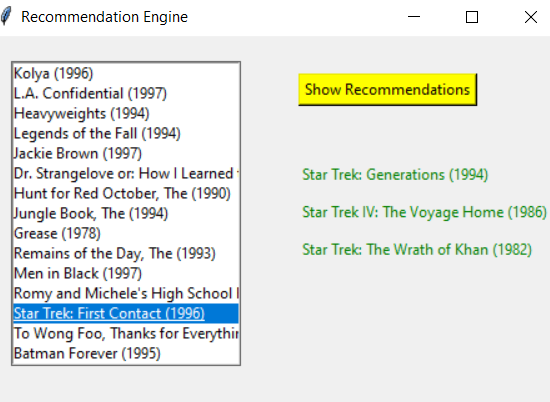 Recommendation Engine
Kolya (1996)
L.A. Confidential (1997)
Heavyweights (1994)
Legends of the Fall (1994)
Jackie Brown (1997)
Dr. Strangelove or: How I Learned
Hunt for Red October, The (1990)
Jungle Book, The (1994)
Grease (1978)
Remains of the Day, The (1993)
Men in Black (1997)
Romy and Michele's High School
Star Trek: First Contact (1996)
To Wong Foo, Thanks for Everythin
Batman Forever (1995)
Show Recommendations
Star Trek: Generations (1994)
Star Trek IV: The Voyage Home (1986)
Star Trek: The Wrath of Khan (1982)